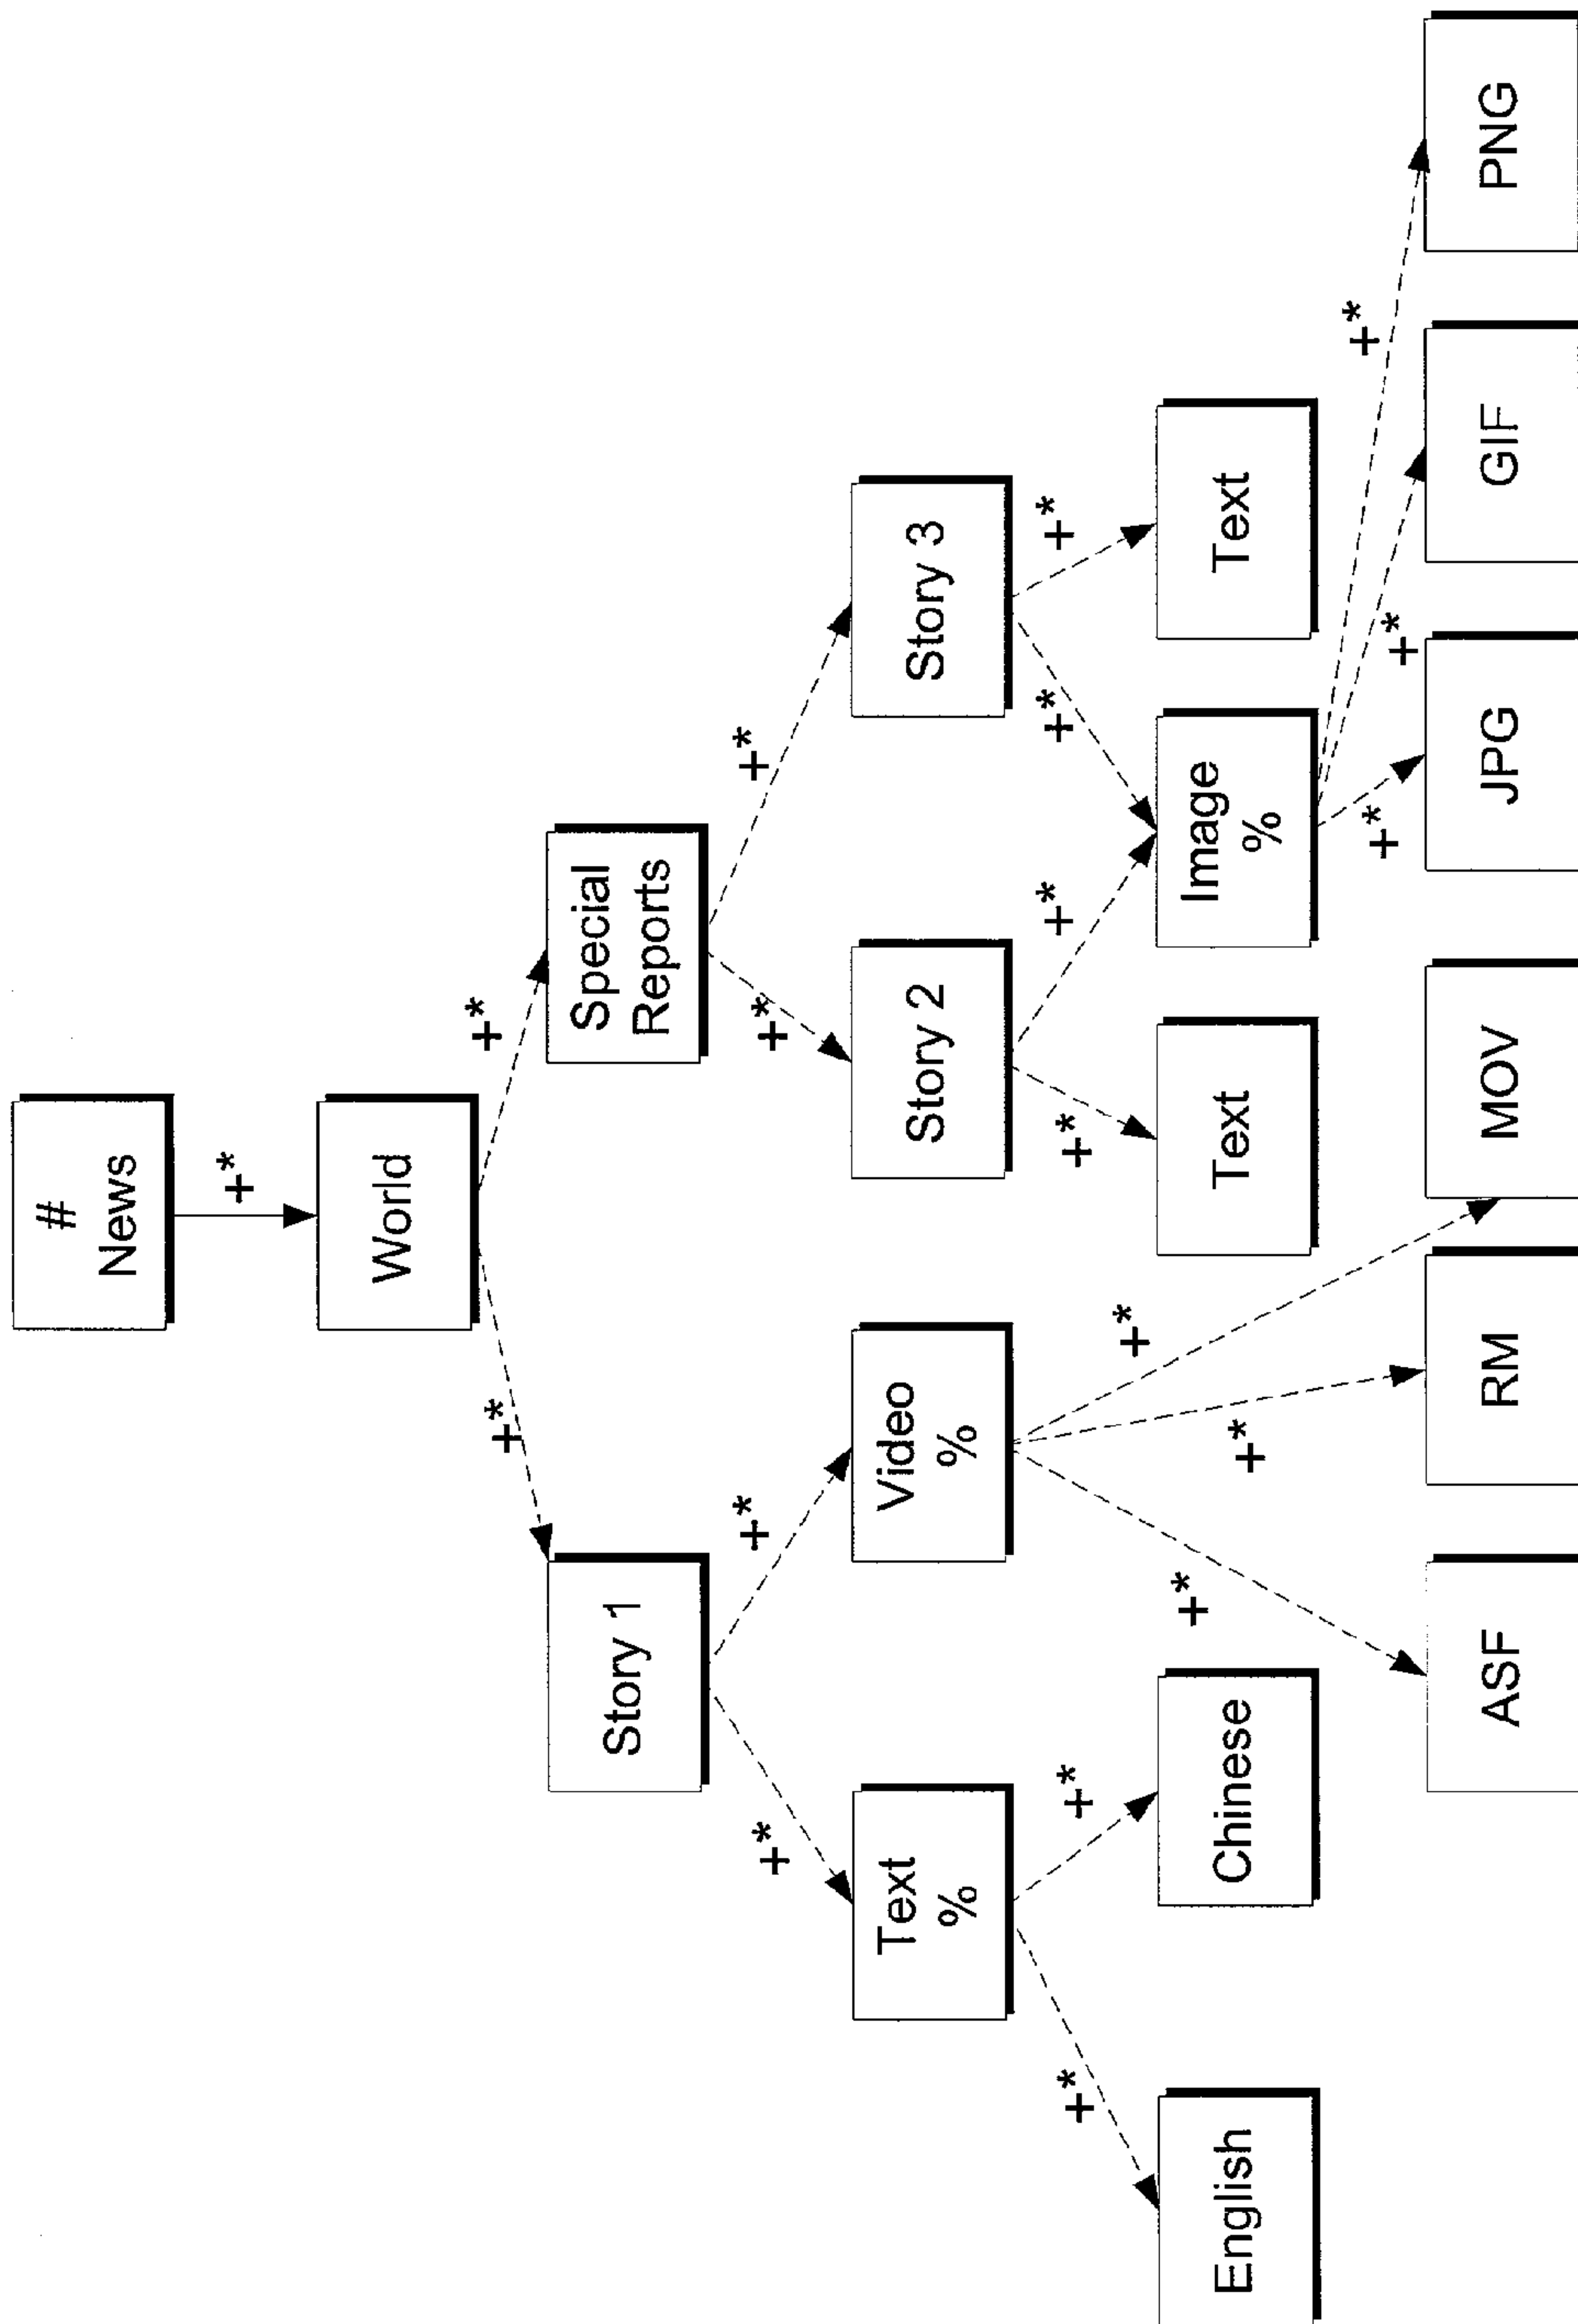 #
News
+*
World
+*
+*
Story 1
Special
Reports
+*
+*
+*
+*
Text
%
Video
%
Story 2
Story 3
+*
+*
+*
+*
+*
+*
+*
+*
+*
English
Chinese
Text
Image
%
Text
+*
+*
+*
ASF
RM
MOV
JPG
GIF
PNG